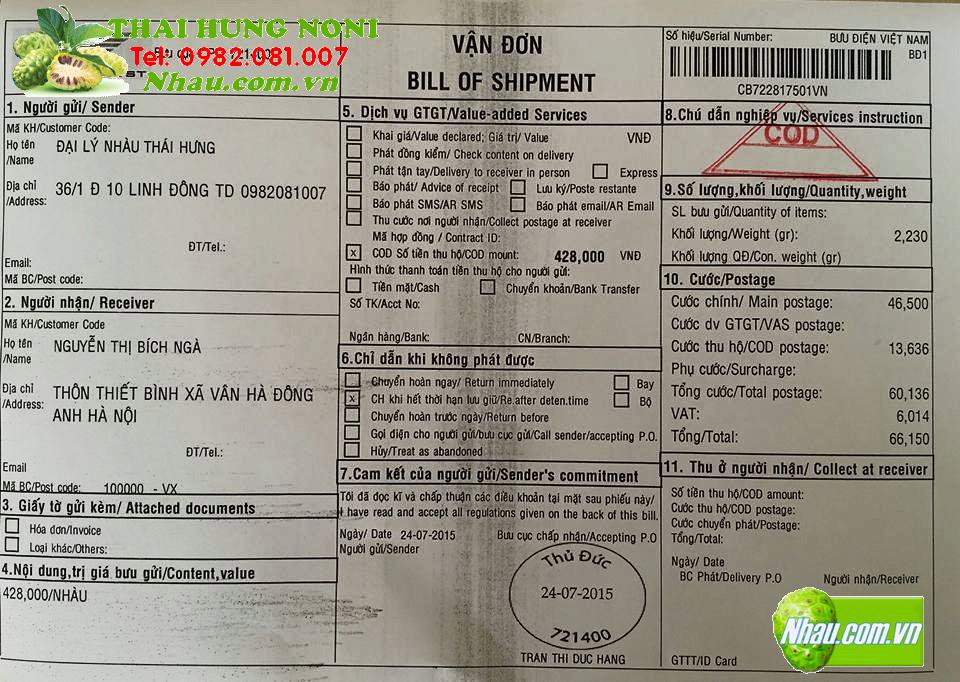 THAI HUNG NONI
Tel: 0982.081.007
Nhau.com.vn
VẬN ĐƠN
BILL OF SHIPMENT
Số hiệu/Serial Number:
BƯU ĐIỆN VIỆT NAM
BĐ1
CB722817501VN
1. Người gửi/ Sender
Mã KH/Customer Code:
Họ tên
/Name
ĐẠI LÝ NHÀU THÁI HƯNG
Địa chỉ
/Address:
36/1 Đ 10 LINH ĐÔNG TD 0982081007
ĐT/Tel.:
Email:
Mã BC/Post code:
2. Người nhận/ Receiver
Mã KH/Customer Code
Họ tên
/Name
NGUYỄN THỊ BÍCH NGÀ
Địa chỉ
/Address:
THÔN THIẾT BÌNH XÃ VÂN HÀ ĐÔNG
ANH HÀ NỘI
ĐT/Tel.:
Email
Mã BC/Post code: 100000 - VX
3. Giấy tờ gửi kèm/ Attached documents
Hóa đơn/Invoice
Loại khác/Others:
4.Nội dung,trị giá bưu gửi/Content,value
428,000/NHÀU
5. Dịch vụ GTGT/Value-added Services
Khai giá/Value declared; Giá trị/ Value VNĐ
Phát đồng kiểm/ Check content on delivery
Phát tận tay/Delivery to receiver in person Express
Báo phát/ Advice of receipt Lưu ký/Poste restante
Báo phát SMS/AR SMS Báo phát email/AR Email
Thu cước nơi người nhận/Collect postage at receiver
Mã hợp đồng / Contract ID:
x COD Số tiền thu hộ/COD mount: 428,000 VNĐ
Hình thức thanh toán tiền thu hộ cho người gửi:
Tiền mặt/Cash Chuyển khoản/Bank Transfer
Số TK/Acct No:
Ngân hàng/Bank: CN/Branch:
6.Chỉ dẫn khi không phát được
Chuyển hoàn ngay/ Return immediately Bay
x CH khi hết thời hạn lưu giữ/Re.after deten.time Bộ
Chuyển hoàn trước ngày/Return before
Gọi điện cho người gửi/bưu cục gửi/Call sender/accepting P.O.
Hủy/Treat as abandoned
7.Cam kết của người gửi/Sender's commitment
Tôi đã đọc kĩ và chấp thuận các điều khoản tại mặt sau phiếu này/
I have read and accept all regulations given on the back of this bill.
Ngày/ Date 24-07-2015 Bưu cục chấp nhận/Accepting P.O
Người gửi/Sender
Thủ Đức
24-07-2015
721400
TRAN THI DUC HANG
8.Chú dẫn nghiệp vụ/Services instruction
COD
9.Số lượng,khối lượng/Quantity,weight
SL bưu gửi/Quantity of items:
Khối lượng/Weight (gr): 2,230
Khối lượng QĐ/Con. weight (gr)
10. Cước/Postage
Cước chính/ Main postage: 46,500
Cước dv GTGT/VAS postage:
Cước thu hộ/COD postage: 13,636
Phụ cước/Surcharge:
Tổng cước/Total postage: 60,136
VAT: 6,014
Tổng/Total: 66,150
11. Thu ở người nhận/ Collect at receiver
Số tiền thu hộ/COD amount:
Cước thu hộ/COD postage:
Cước chuyển phát/Postage:
Tổng/Total:
Ngày/ Date
BC Phát/Delivery P.O Người nhận/Receiver
Nhau.com.vn
GTTT/ID Card